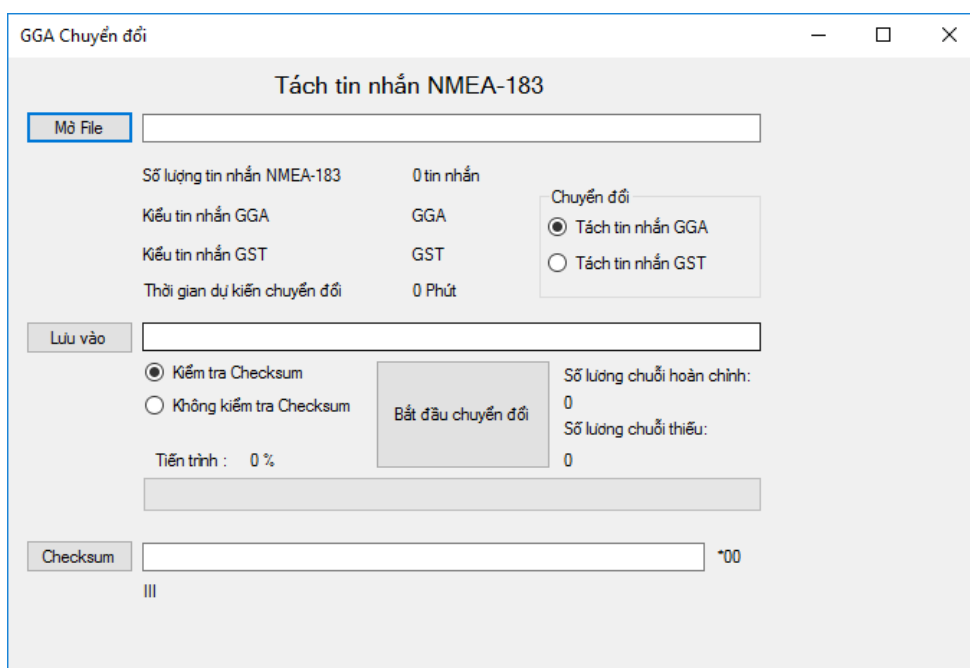 GGA Chuyển đổi
Tách tin nhắn NMEA-183
Mở File
Số lượng tin nhắn NMEA-183 0 tin nhắn
Chuyển đổi
Kiểu tin nhắn GGA GGA
Tách tin nhắn GGA
Kiểu tin nhắn GST GST
Tách tin nhắn GST
Thời gian dự kiến chuyển đổi 0 Phút
Lưu vào
Kiểm tra Checksum
Không kiểm tra Checksum
Bắt đầu chuyển đổi
Số lương chuỗi hoàn chỉnh:
0
Số lương chuỗi thiếu:
0
Tiến trình : 0 %
Checksum *00
III